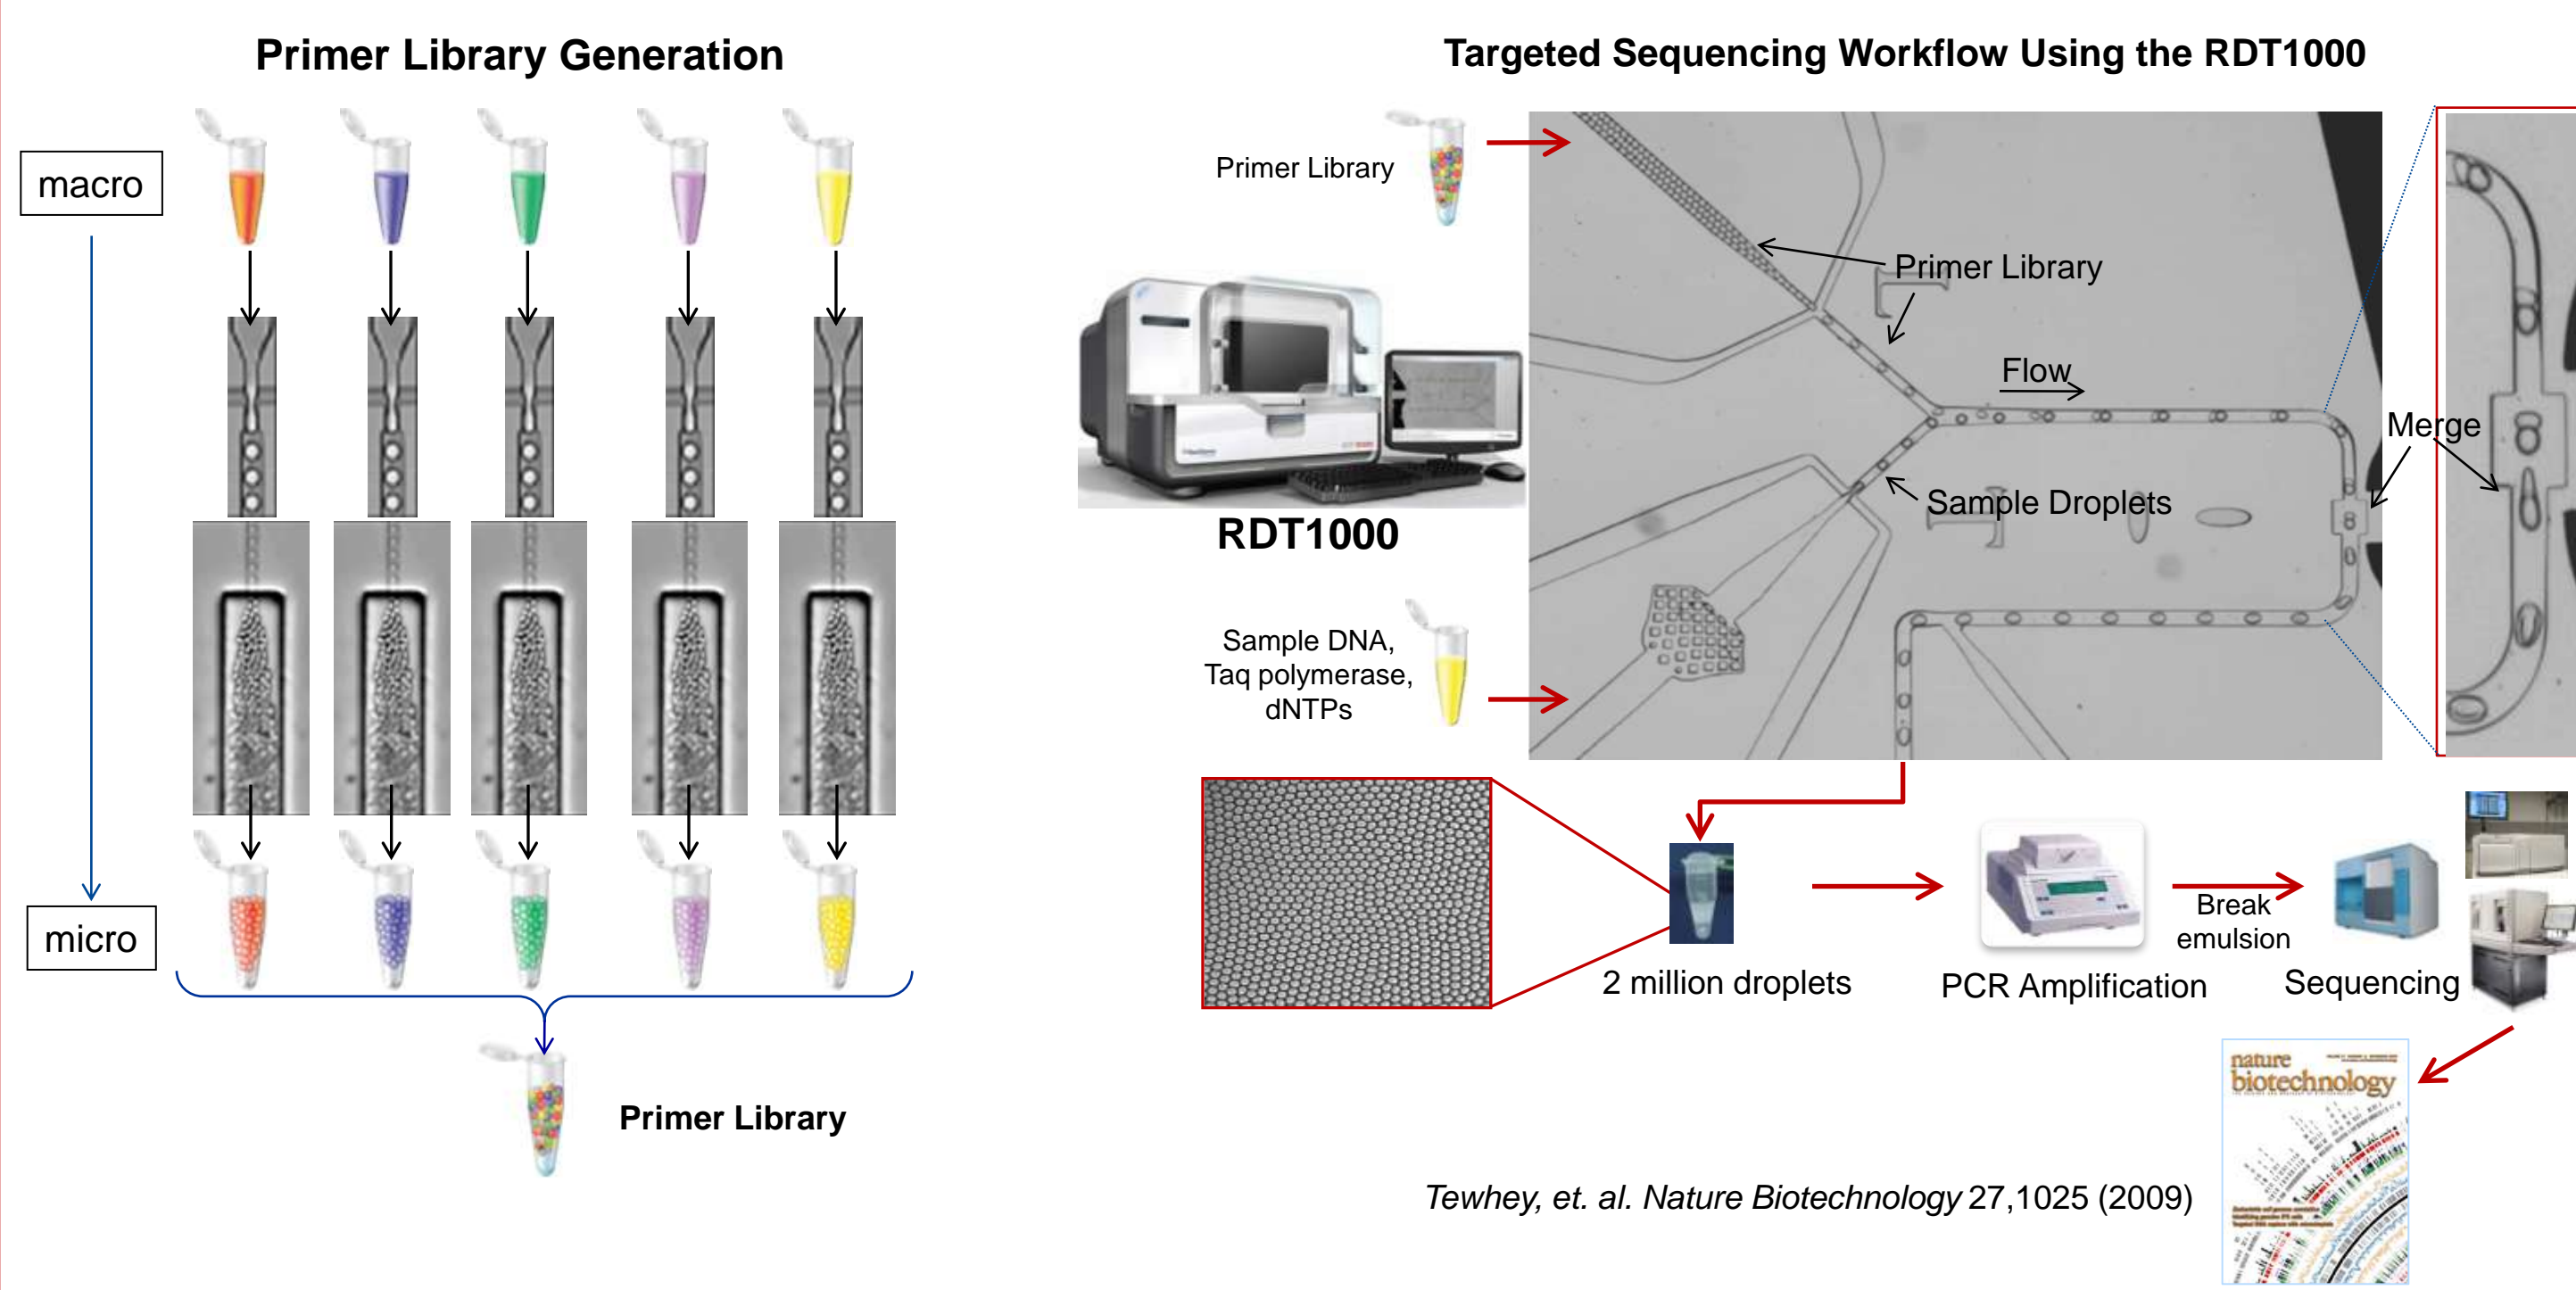 Primer Library Generation
macro
micro
Primer Library
Targeted Sequencing Workflow Using the RDT1000
Primer Library
Primer Library
Flow
Merge
Sample Droplets
RDT1000
Sample DNA,
Taq polymerase,
dNTPs
2 million droplets
PCR Amplification
Break
emulsion
Sequencing
nature
biotechnology
Tewhey, et. al. Nature Biotechnology 27,1025 (2009)